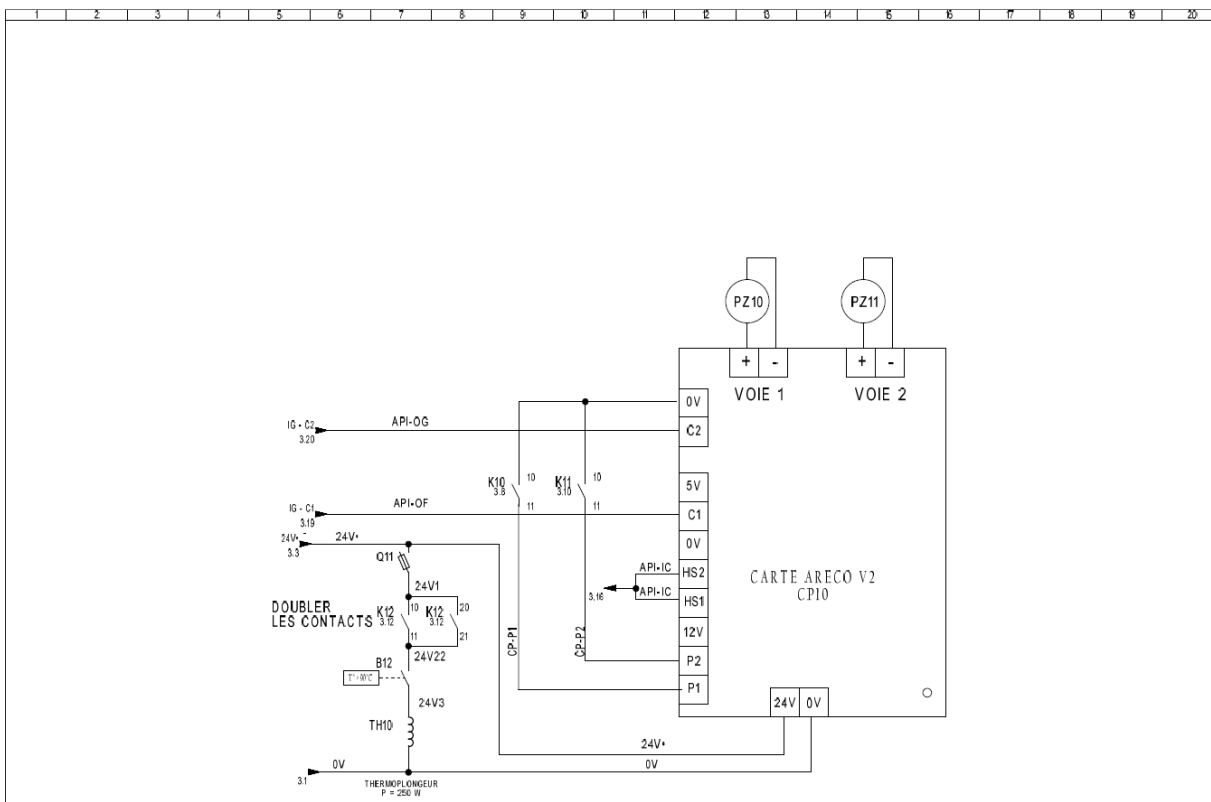 1 2 3 4 5 6 7 8 9 10 11 12 13 14 15 16 17 18 19 20
PZ10 PZ11
+ - + -
VOIE 1 VOIE 2
0V
IG - C2 API-OG C2
3.20
K10 10 K11 10 5V
3.8 3.10
11 11
IG - C1 API-OF C1
3.19
24V+ 24V+ 0V
3.3
Q11
API-IC HS2
CARTE ARECO V2
24V1 3.16 API-IC HS1 CP10
DOUBLER
LES CONTACTS
K12 10 K12 20
3.12 3.12
11 21
12V
CP-P1 CP-P2
24V22 P2
B12
P1
24V3 24V 0V
TH10
24V+
0V 0V
3.1
THERMOPLONGEUR
P = 250 W